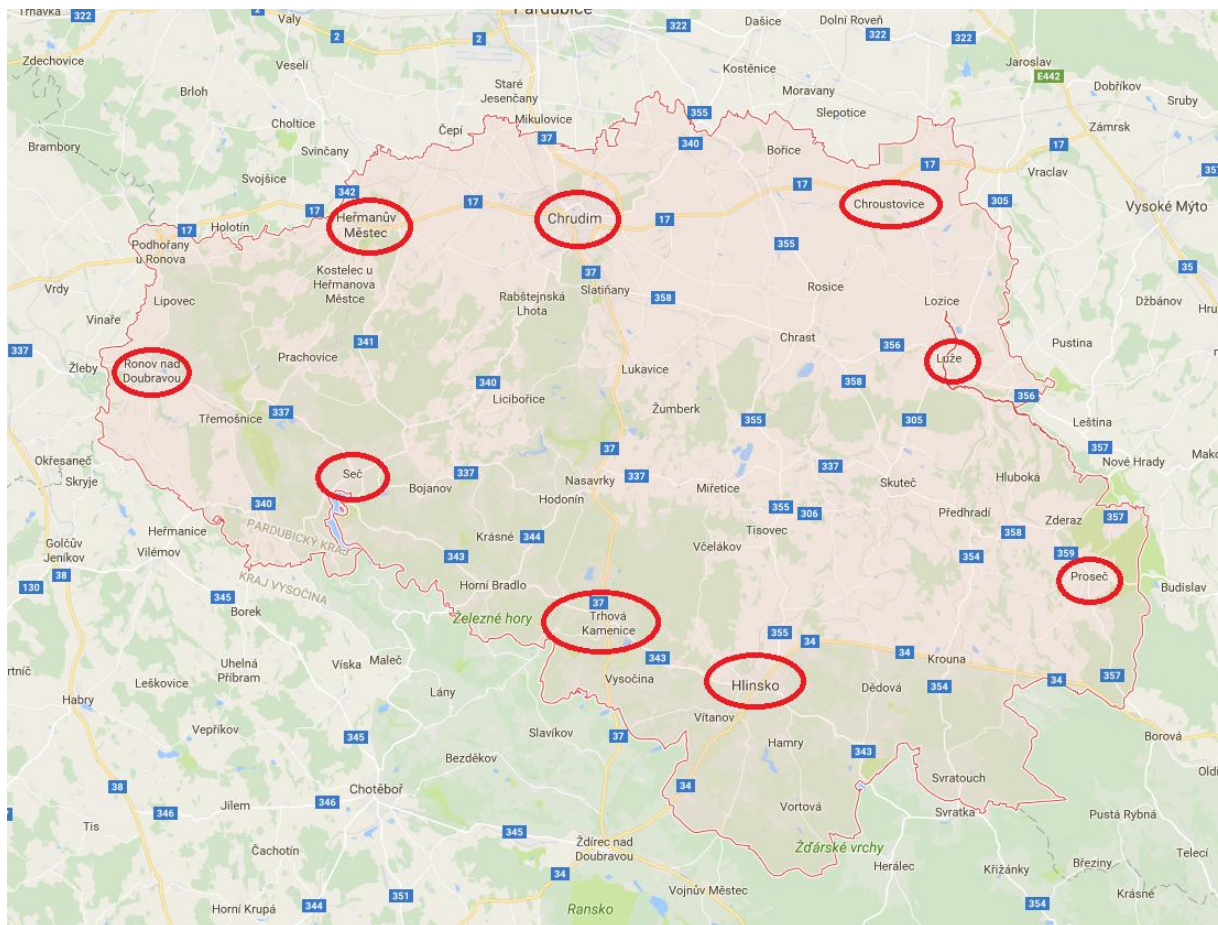 Trnávka
322
Valy
2
Pardubice
Dašice
Dolní Roveň
322
322
322
Zdechovice
Veselí
2
2
Kostěnice
Jaroslav
E442
Brloh
Staré
Jesenčany
Moravany
Dobříkov
Sruby
Choltice
Čepí
Mikulovice
355
Slepotice
Zámrsk
Brambory
Svinčany
37
340
Bořice
17
17
Vraclav
Svojšice
342
17
305
Vysoké Mýto
17
Holotín
17
Heřmanův
Městec
17
Chrudim
17
Chroustovice
17
Podhořany
u Ronova
Kostelec u
Heřmanova
Městce
37
355
35
Vrdy
Lipovec
Rabštejnská
Lhota
Slatiňany
358
Rosice
Lozice
Džbánov
Vinaře
341
Chrast
356
Pustina
337
Žleby
Ronov nad
Doubravou
Prachovice
Lukavice
Luže
340
Libobořice
Žumberk
358
356
Třemošnice
337
355
305
Leština
37
357
Okřesaneč
Skryje
Seč
337
Bojanov
Nasavrky
337
Miřetice
337
Skuteč
Hluboká
Nové Hrady
340
Hodonín
355
306
Předhradí
Zderaz
357
Heřmanice
PARDUBICKÝ KRAJ
Krásné
344
Tisovec
358
Golčův
Jeníkov
Vilémov
343
Včelákov
354
359
38
KRAJ VYSOČINA
Horní Bradlo
Proseč
Budislav
130
345
Borek
Železné hory
37
Trhová
Kamenice
355
34
343
34
Krouna
Uhelná
Příbram
Víska
Maleč
Vysočina
Hlinsko
Dědová
354
34
357
Leškovice
Habry
Lány
Vítanov
Vepříkov
345
Slavíkov
37
Hamry
343
Borová
Bezděkov
34
Svratouch
38
Chotěboř
Vortová
Svratka
Pustá Rybná
346
Jilem
346
345
Tis
Ždírec nad
Doubravou
Žďárské vrchy
Čachotín
Herálec
Křižánky
Březiny
Telecí
34
351
Vojnův Městec
Krásné
Horní Krupá
344
Ransko
354